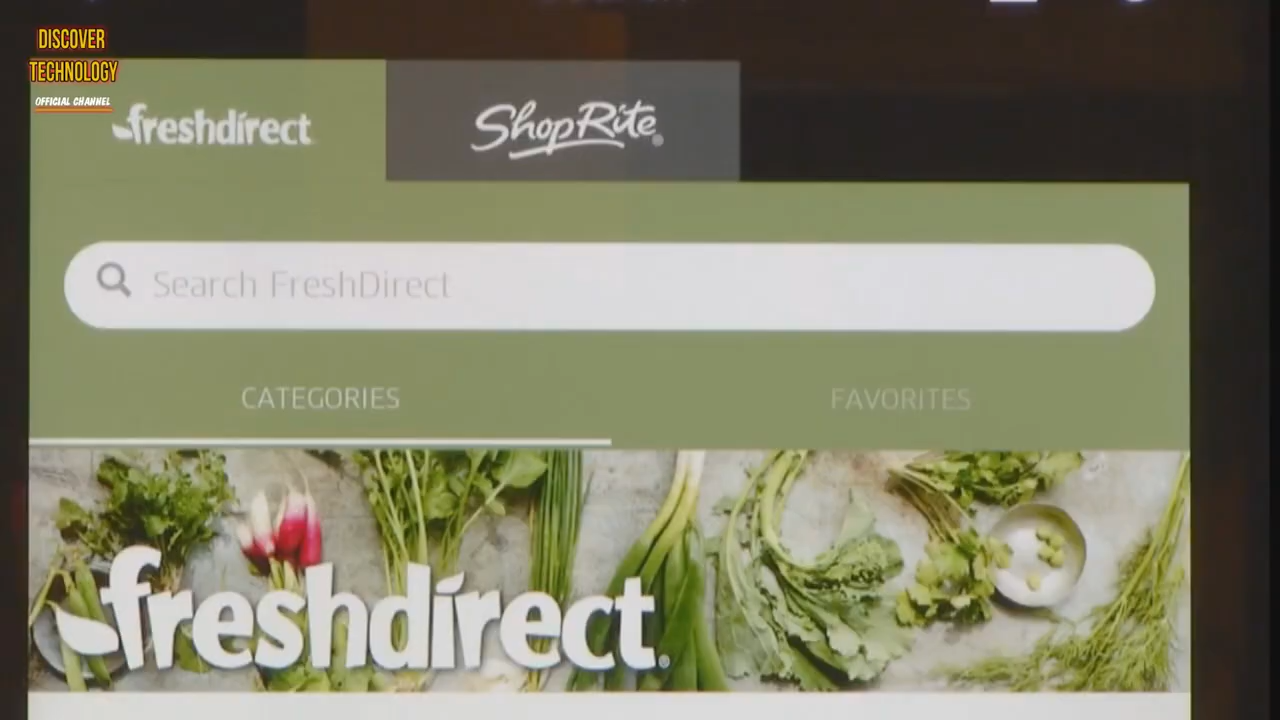 DISCOVER
TECHNOLOGY
OFFICIAL CHANNEL
freshdirect
ShopRite®
Search FreshDirect
CATEGORIES
FAVORITES
freshdirect®